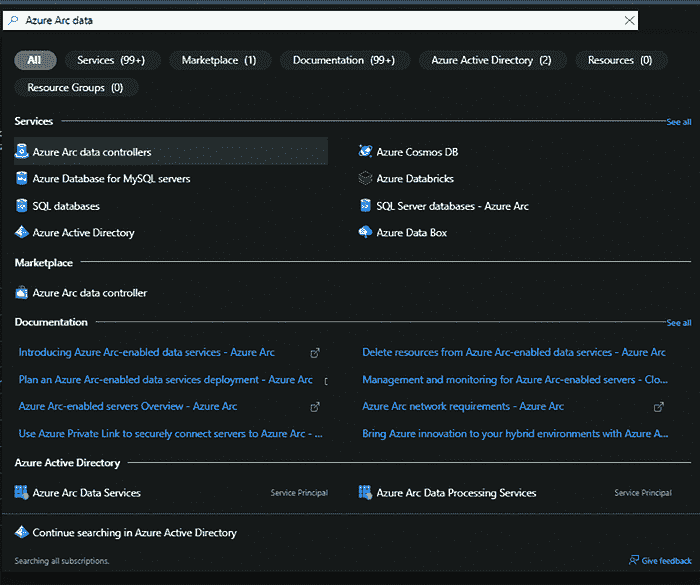 Azure Arc data
All Services (99+) Marketplace (1) Documentation (99+) Azure Active Directory (2) Resources (0)
Resource Groups (0)
Services See all
Azure Arc data controllers Azure Cosmos DB
Azure Database for MySQL servers Azure Databricks
SQL databases SQL Server databases - Azure Arc
Azure Active Directory Azure Data Box
Marketplace
Azure Arc data controller
Documentation See all
Introducing Azure Arc-enabled data services - Azure Arc Delete resources from Azure Arc-enabled data services - Azure Arc
Plan an Azure Arc-enabled data services deployment - Azure Arc Management and monitoring for Azure Arc-enabled servers - Clo...
Azure Arc-enabled servers Overview - Azure Arc Azure Arc network requirements - Azure Arc
Use Azure Private Link to securely connect servers to Azure Arc - ... Bring Azure innovation to your hybrid environments with Azure A...
Azure Active Directory
Azure Arc Data Services Service Principal Azure Arc Data Processing Services Service Principal
Continue searching in Azure Active Directory
Searching all subscriptions. Give feedback